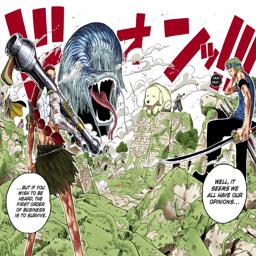 WELL, IT
SEEMS WE
ALL HAVE OUR
OPINIONS...
...BUT IF YOU
WISH TO BE
HEARD, THE
FIRST ORDER
OF BUSINESS
IS TO SURVIVE.